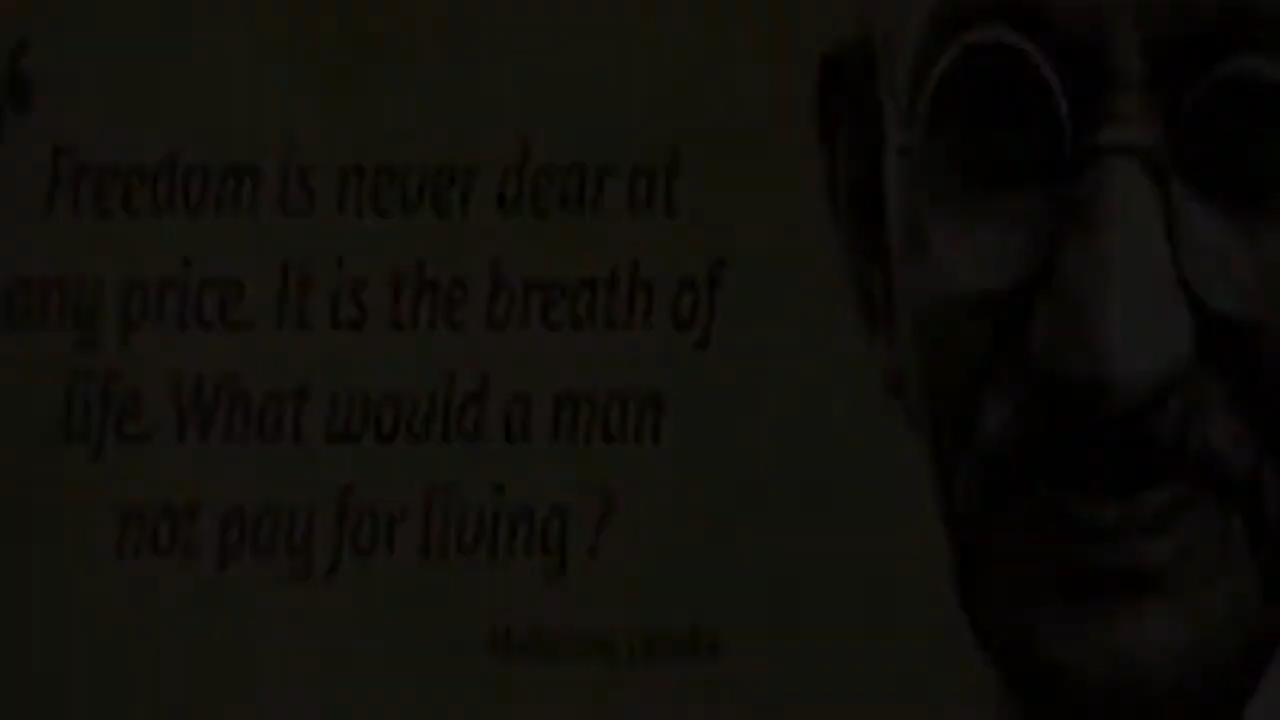 Freedom is never dear at
any price. It is the breath of
life. What would a man
not pay for living ?